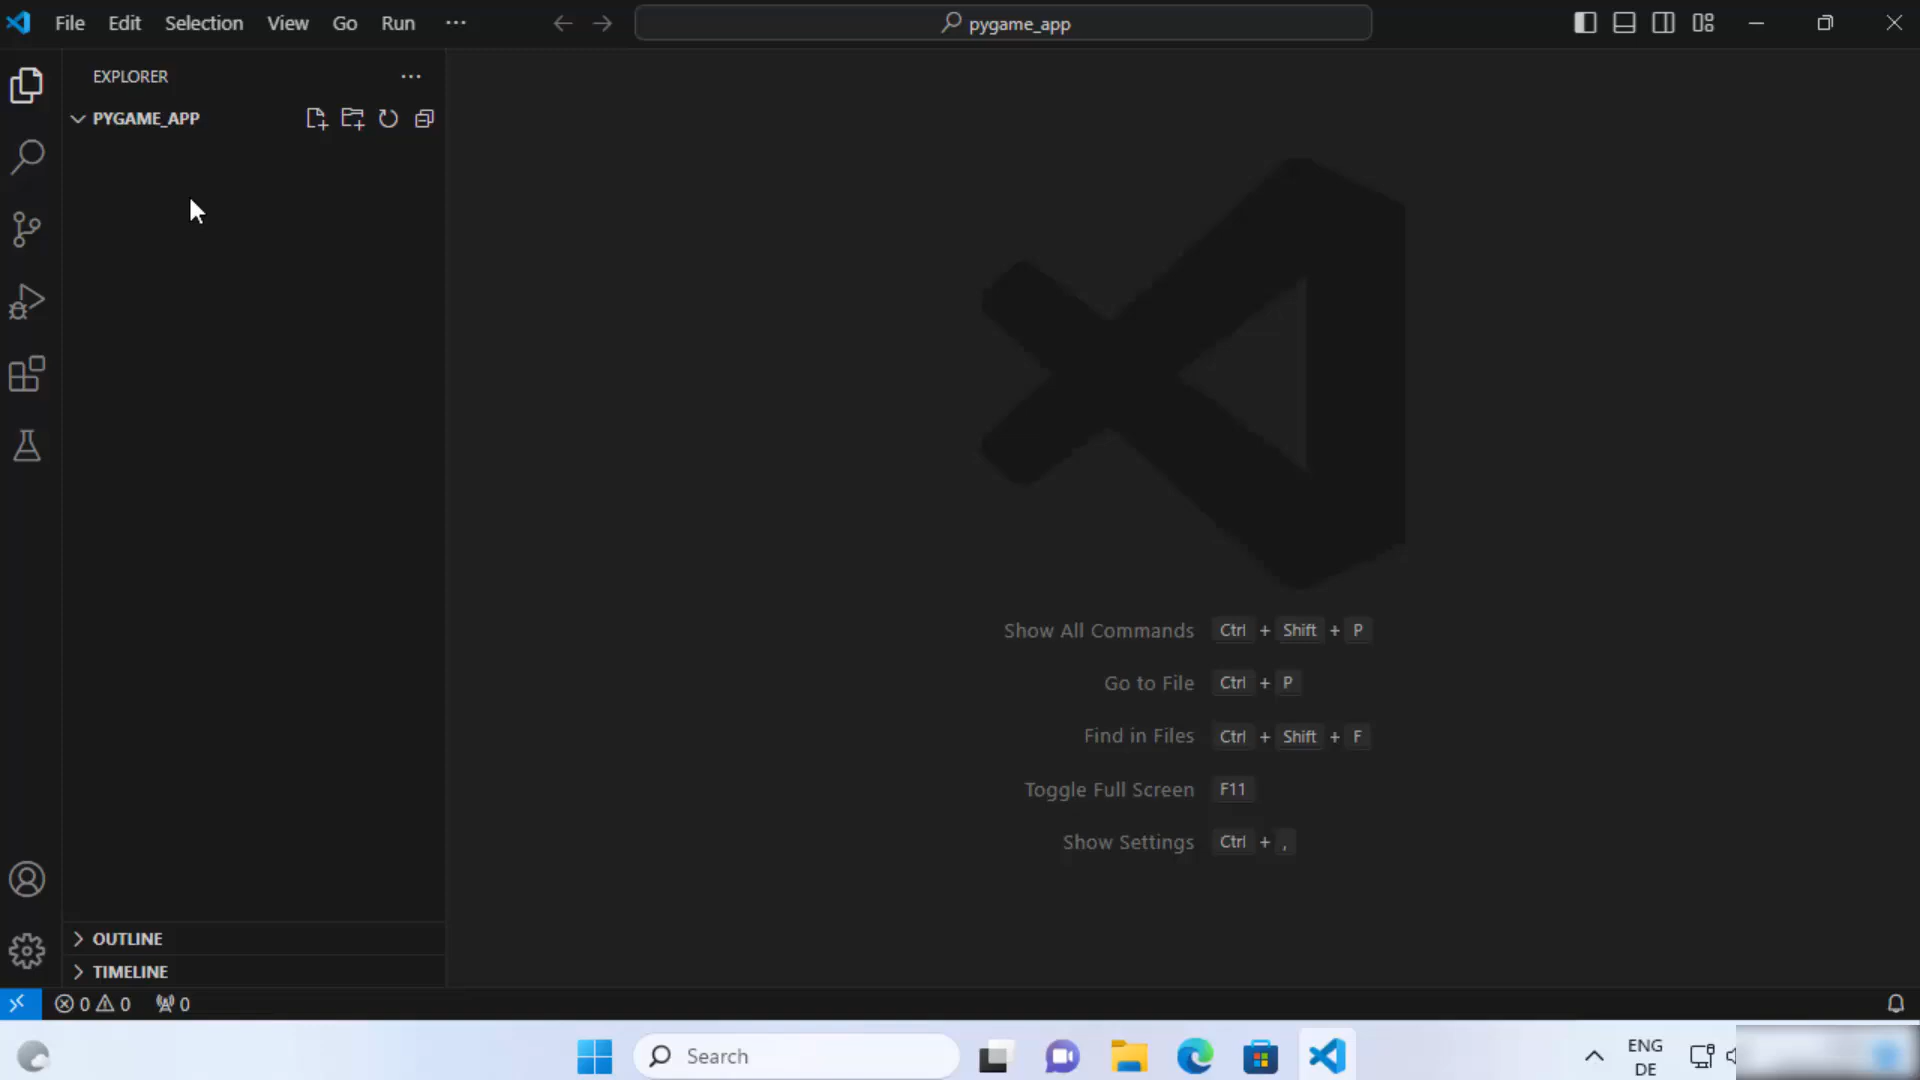 File Edit Selection View Go Run ···
pygame_app
EXPLORER
PYGAME_APP
Show All Commands Ctrl + Shift + P
Go to File Ctrl + P
Find in Files Ctrl + Shift + F
Toggle Full Screen F11
Show Settings Ctrl + ,
OUTLINE
TIMELINE
0 0 0
Search
ENG
DE